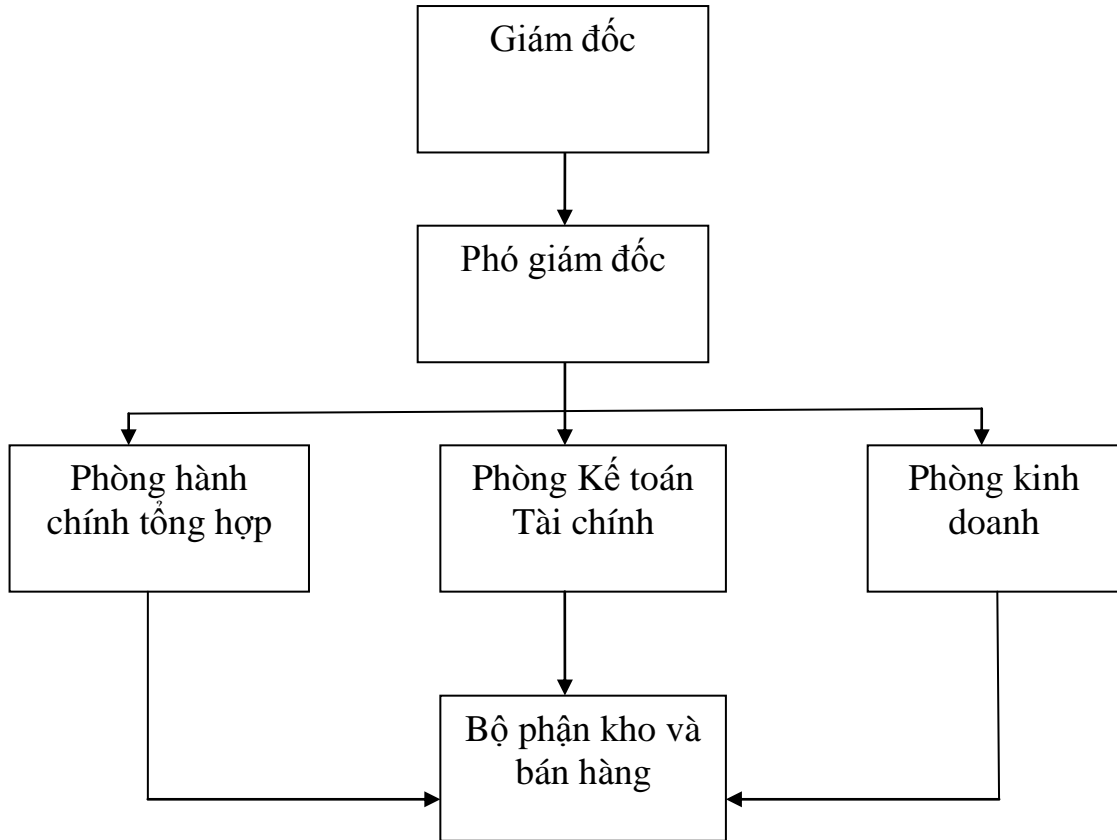 Giám đốc
Phó giám đốc
Phòng hành
chính tổng hợp
Phòng Kế toán
Tài chính
Phòng kinh
doanh
Bộ phận kho và
bán hàng